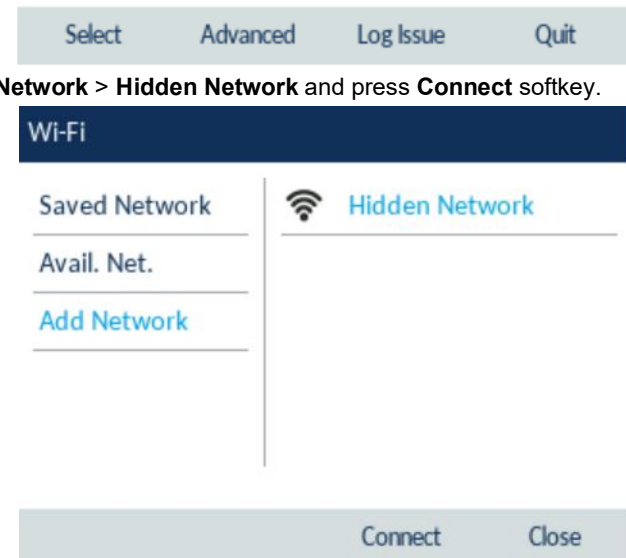 Select Advanced Log Issue Quit
Network > Hidden Network and press Connect softkey.
Wi-Fi
Saved Network
Avail. Net.
Add Network
Hidden Network
Connect Close